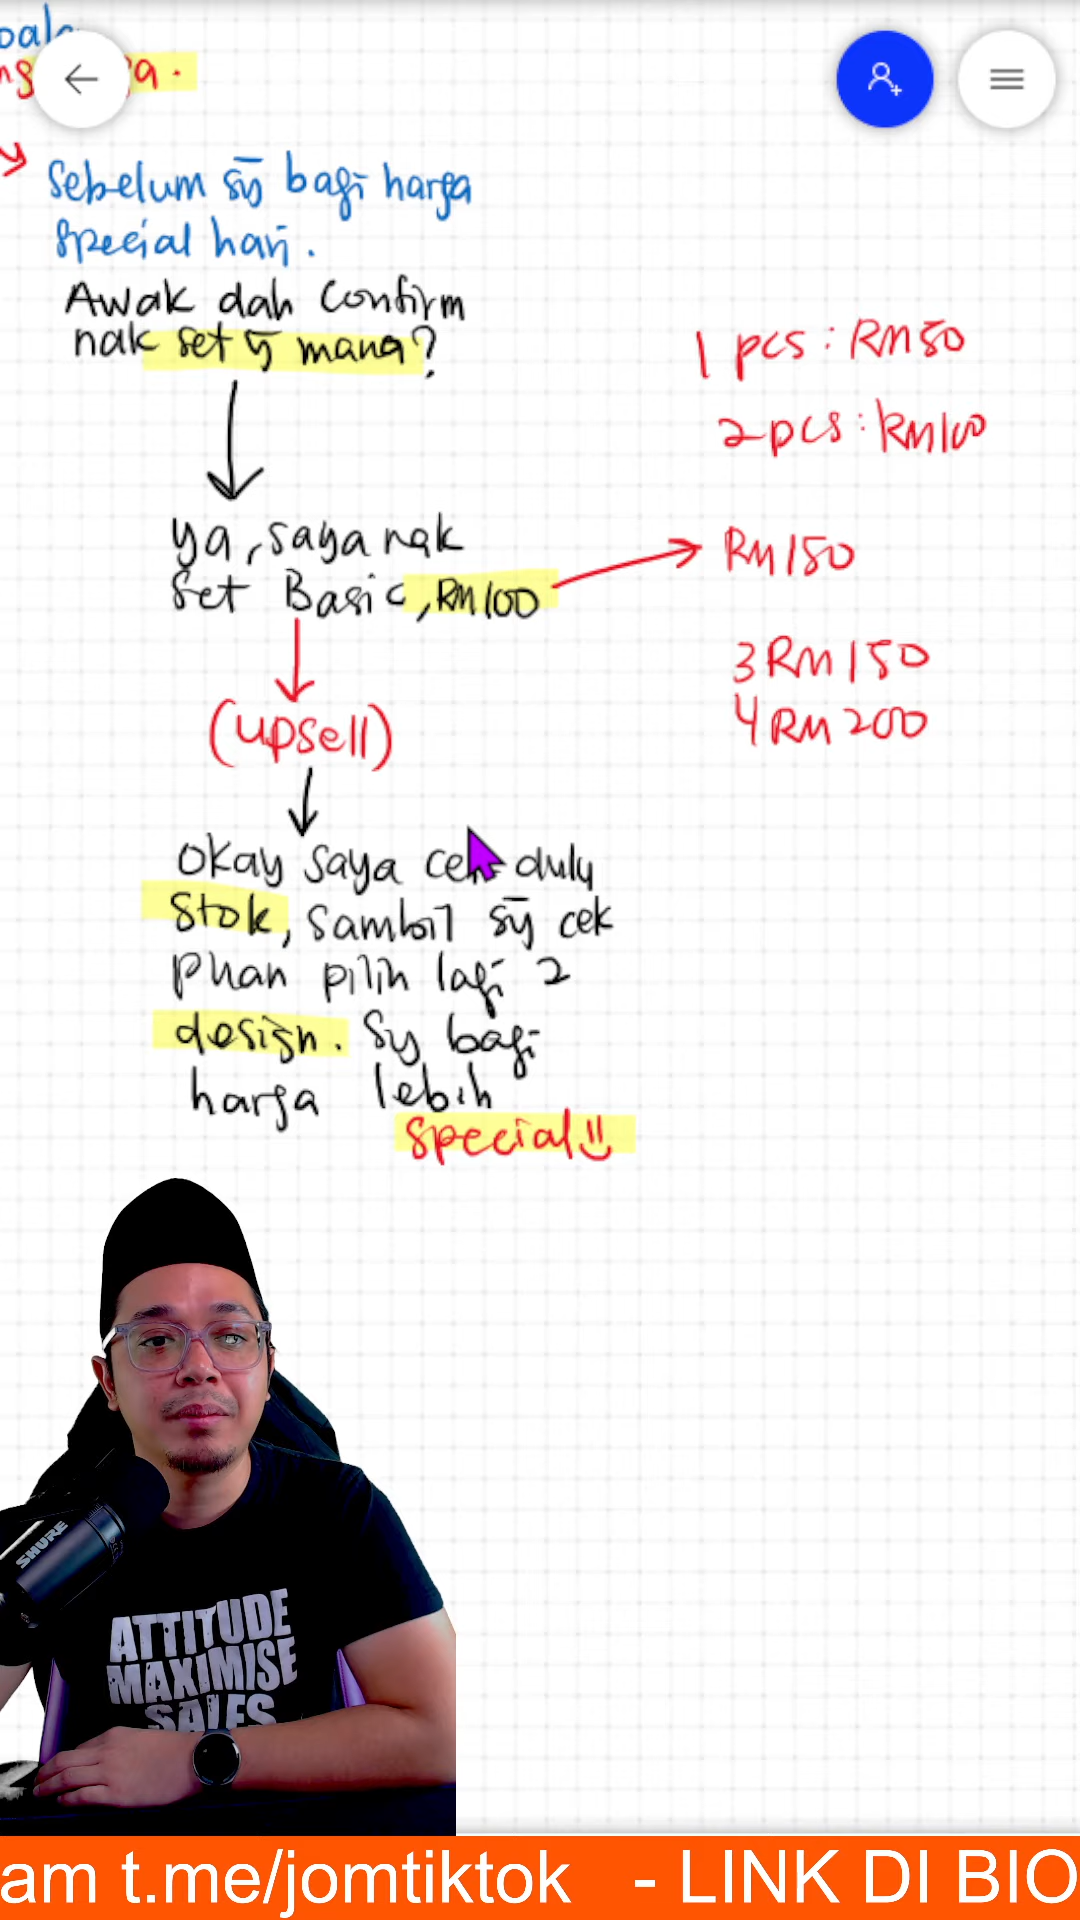 Sebelum sy bagi harga
special hari.
Awak dah Confirm
nak set yg mana?
ya, saya nak
Set Basic, RM100
(upsell)
Okay saya cek dulu
Stok, sambil sy cek
Puan pilih lagi 2
design. Sy bagi
harga lebih
special!!
1 pcs : RM50
2 pcs : RM100
RM150
3 RM150
4 RM200
SHURE
ATTITUDE
MAXIMISE
SALES
am t.me/jomtiktok - LINK DI BIO